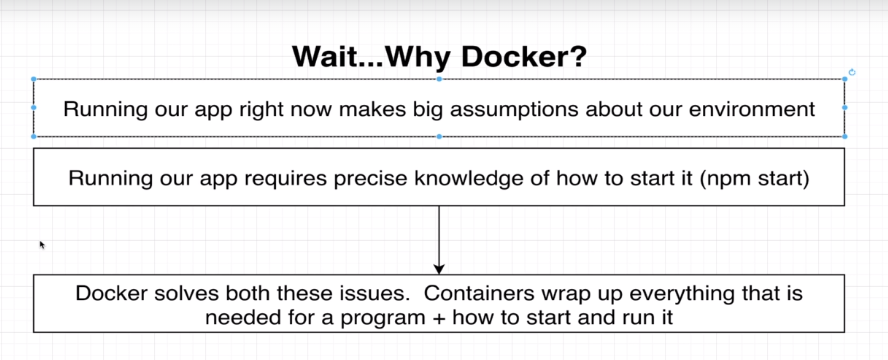 Wait...Why Docker?
Running our app right now makes big assumptions about our environment
Running our app requires precise knowledge of how to start it (npm start)
Docker solves both these issues.  Containers wrap up everything that is
needed for a program + how to start and run it